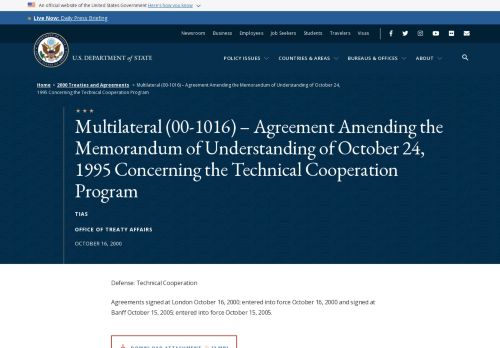 An official website of the United States Government Here's how you know
Live Now: Daily Press Briefing
Newsroom Business Employees Job Seekers Students Travelers Visas
U.S. DEPARTMENT of STATE
POLICY ISSUES COUNTRIES & AREAS BUREAUS & OFFICES ABOUT
Home > 2000 Treaties and Agreements > Multilateral (00-1016) – Agreement Amending the Memorandum of Understanding of October 24,
1995 Concerning the Technical Cooperation Program
Multilateral (00-1016) – Agreement Amending the
Memorandum of Understanding of October 24,
1995 Concerning the Technical Cooperation
Program
TIAS
OFFICE OF TREATY AFFAIRS
OCTOBER 16, 2000
Defense: Technical Cooperation
Agreements signed at London October 16, 2000; entered into force October 16, 2000 and signed at
Banff October 15, 2005; entered into force October 15, 2005.
DOWNLOAD ATTACHMENT